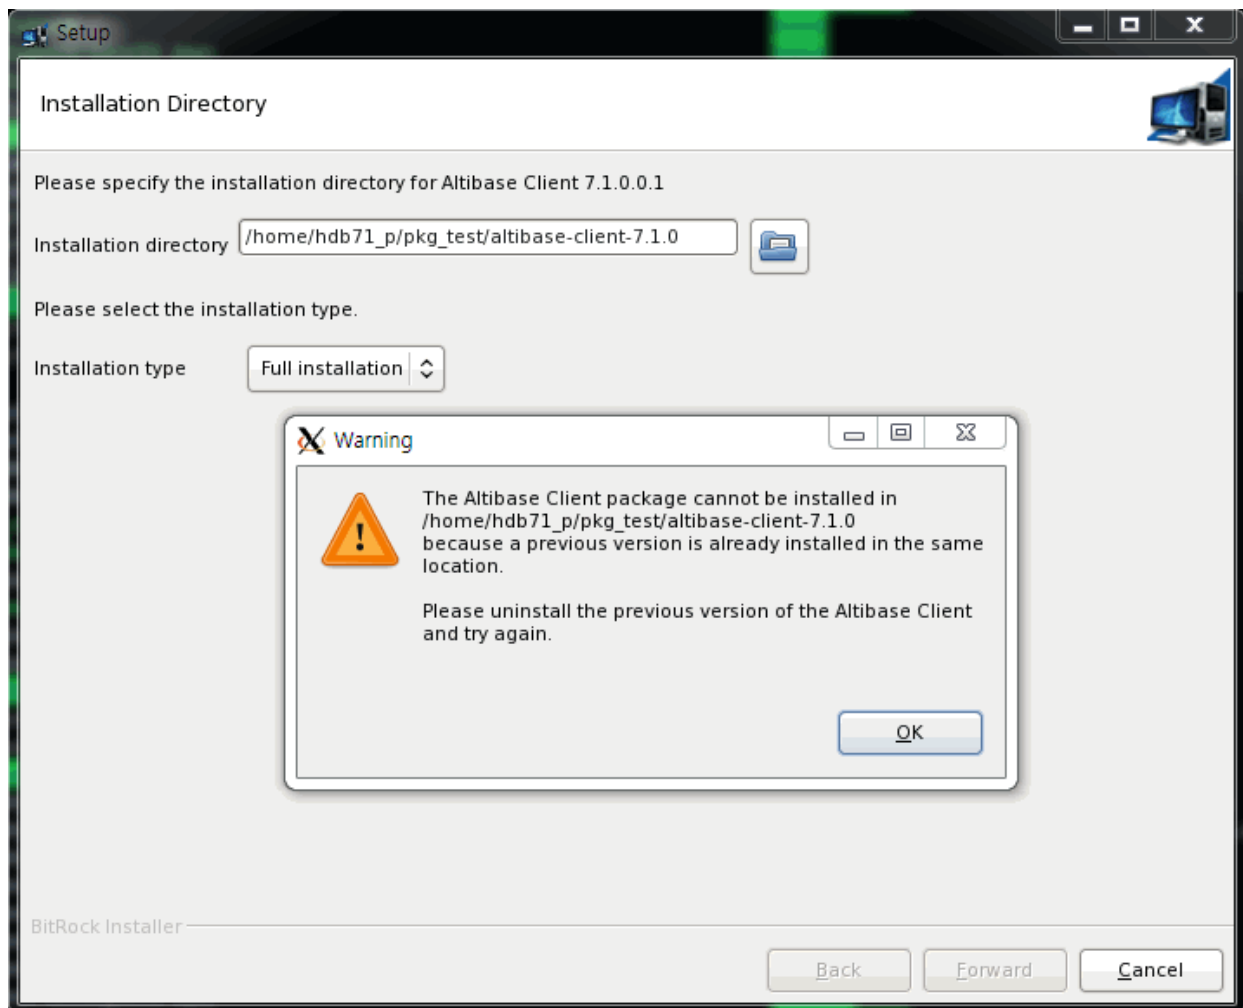 Setup
Installation Directory
Please specify the installation directory for Altibase Client 7.1.0.0.1
Installation directory /home/hdb71_p/pkg_test/altibase-client-7.1.0
Please select the installation type.
Installation type Full installation
Warning
The Altibase Client package cannot be installed in
/home/hdb71_p/pkg_test/altibase-client-7.1.0
because a previous version is already installed in the same
location.
Please uninstall the previous version of the Altibase Client
and try again.
OK
BitRock Installer
Back Forward Cancel